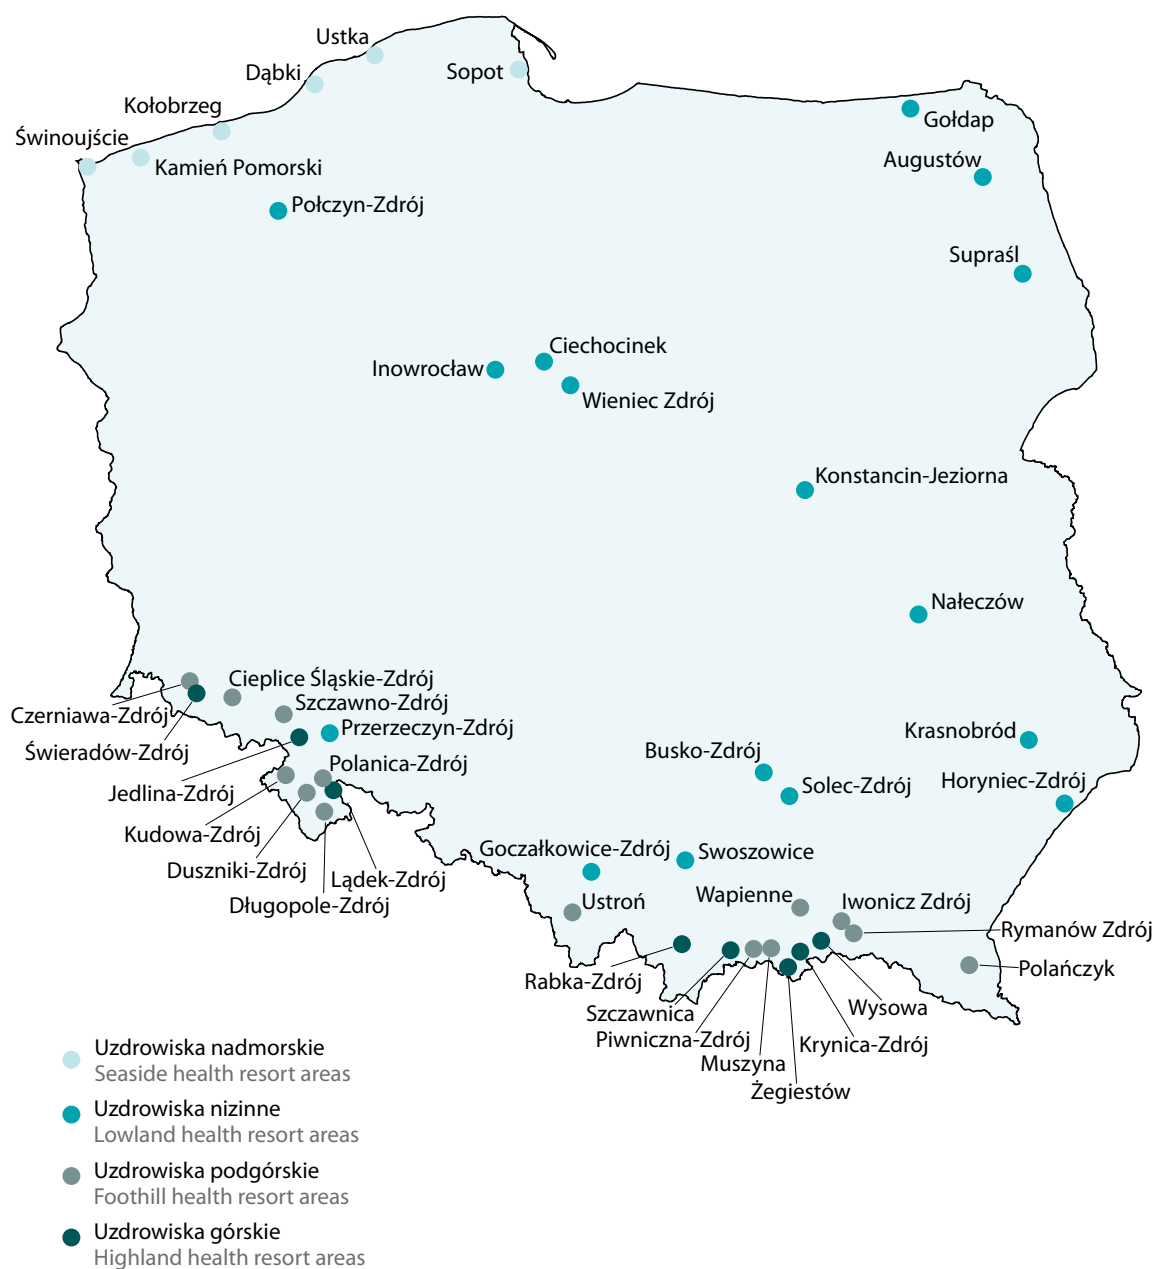 Ustka
Dąbki
Sopot
Kołobrzeg
Gołdap
Świnoujście
Augustów
Kamień Pomorski
Połczyn-Zdrój
Supraśl
Ciechocinek
Inowrocław
Wieniec Zdrój
Konstancin-Jeziorna
Nałeczów
Cieplice Śląskie-Zdrój
Szczawno-Zdrój
Czerniawa-Zdrój
Przerzeczyn-Zdrój
Krasnobród
Świeradów-Zdrój
Busko-Zdrój
Polanica-Zdrój
Horyniec-Zdrój
Solec-Zdrój
Jedlina-Zdrój
Kudowa-Zdrój
Goczałkowice-Zdrój
Swoszowice
Duszniki-Zdrój
Lądek-Zdrój
Wapienne
Ustroń
Iwonicz Zdrój
Długopole-Zdrój
Rymanów Zdrój
Polańczyk
Rabka-Zdrój
Wysowa
Szczawnica
Piwniczna-Zdrój
Krynica-Zdrój
Muszyna
Żegiestów
Uzdrowiska nadmorskie
Seaside health resort areas
Uzdrowiska nizinne
Lowland health resort areas
Uzdrowiska podgórskie
Foothill health resort areas
Uzdrowiska górskie
Highland health resort areas